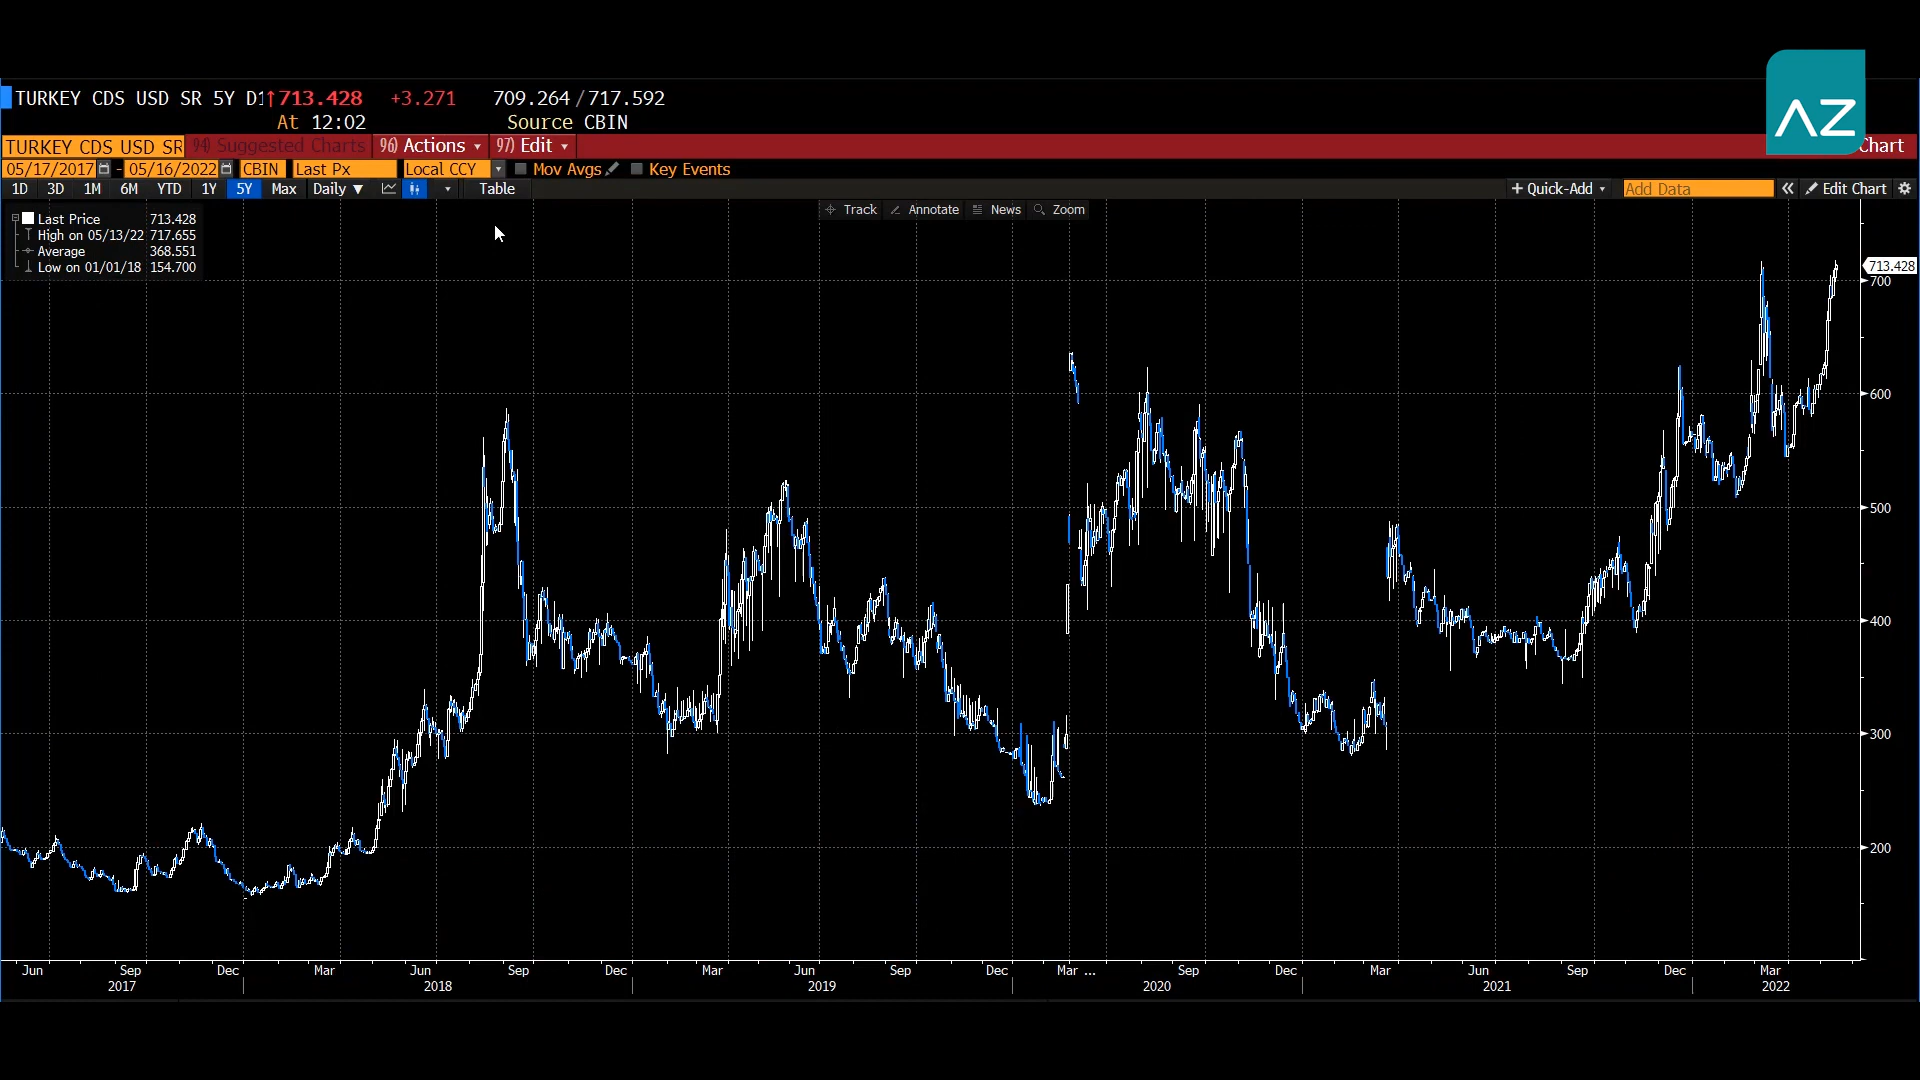 AZ
TURKEY CDS USD SR 5Y D1 ↑713.428 +3.271 709.264/717.592
At 12:02 Source CBIN
TURKEY CDS USD SR 94) Suggested Charts 96) Actions 97) Edit Chart
05/17/2017 - 05/16/2022 CBIN Last Px Local CCY Mov Avgs Key Events
1D 3D 1M 6M YTD 1Y 5Y Max Daily ▼ Table + Quick-Add Add Data « Edit Chart
Track Annotate News Zoom
Last Price 713.428
High on 05/13/22 717.655
Average 368.551
Low on 01/01/18 154.700
713.428
700
600
500
400
300
200
Jun Sep Dec Mar Jun Sep Dec Mar Jun Sep Dec Mar ... Sep Dec Mar Jun Sep Dec Mar
2017 2018 2019 2020 2021 2022